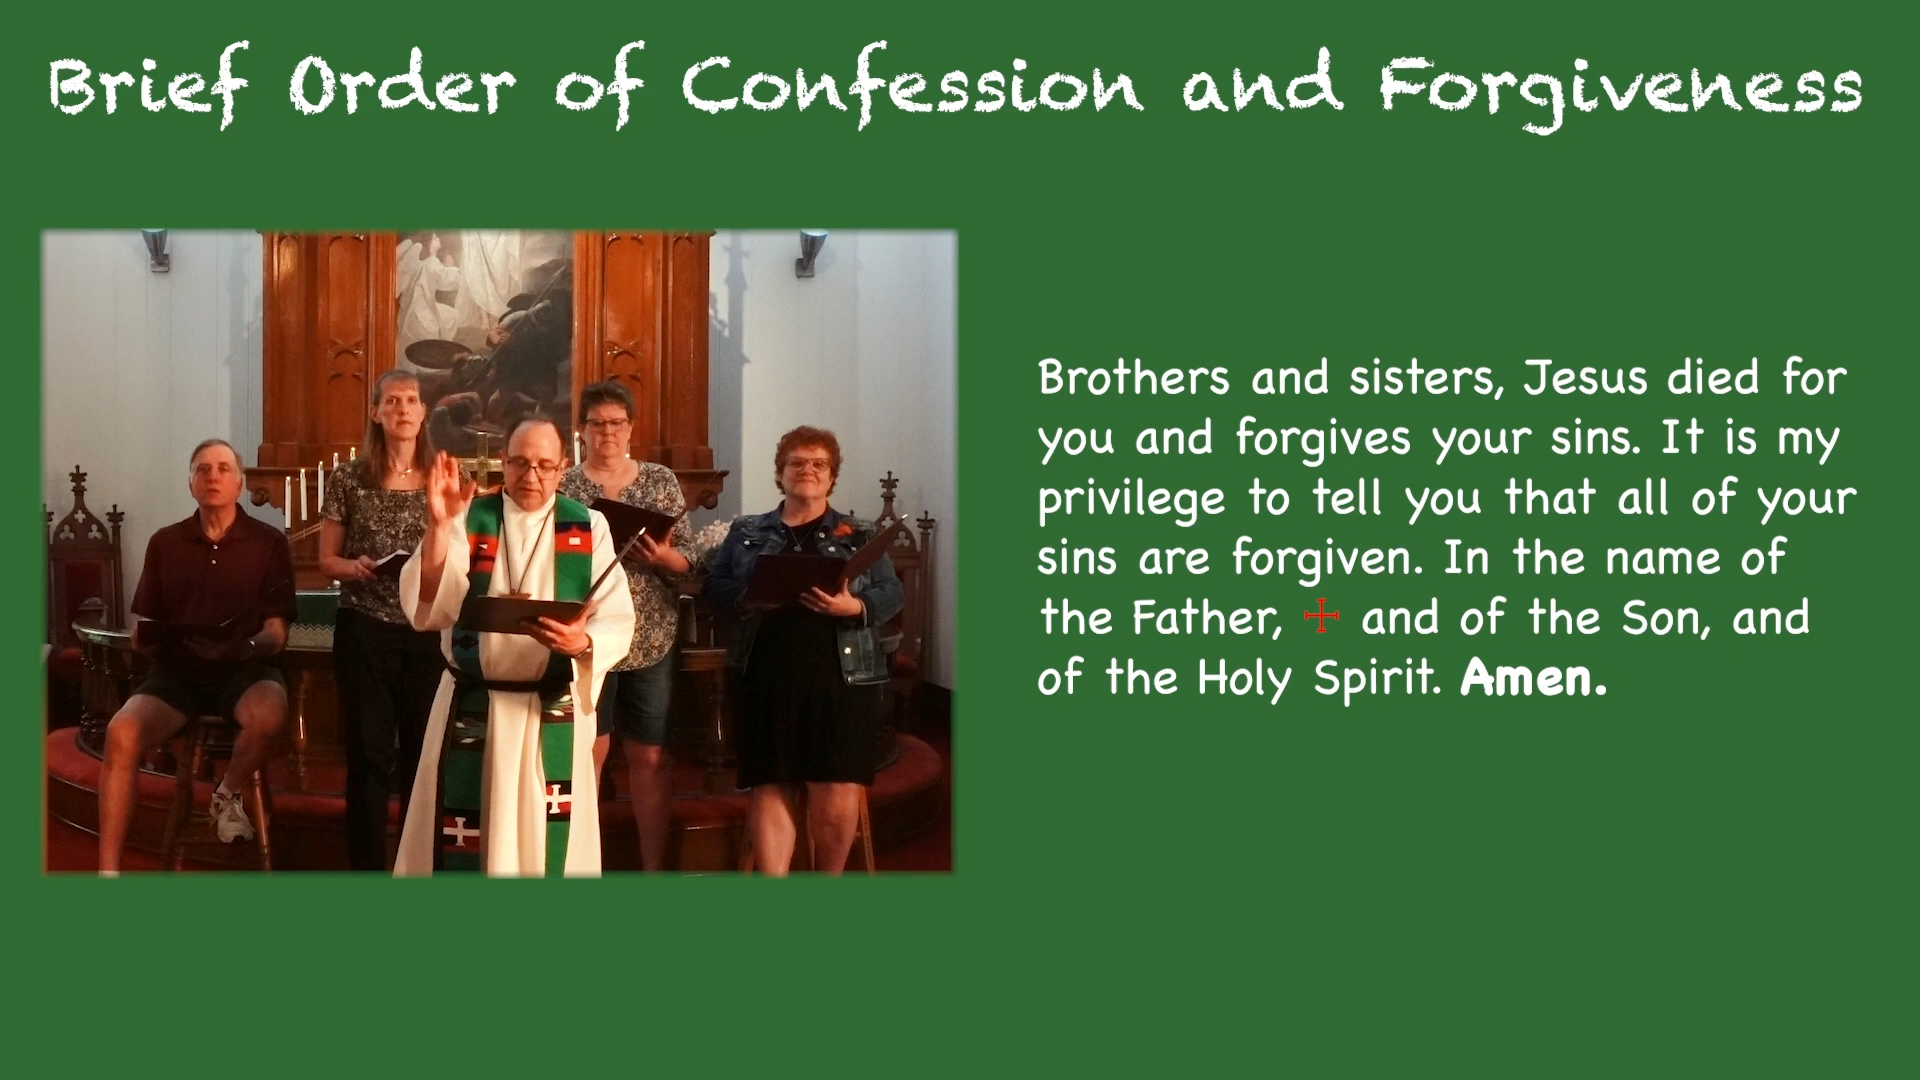 Brief Order of Confession and Forgiveness
Brothers and sisters, Jesus died for
you and forgives your sins. It is my
privilege to tell you that all of your
sins are forgiven. In the name of
the Father, ☩ and of the Son, and
of the Holy Spirit. Amen.